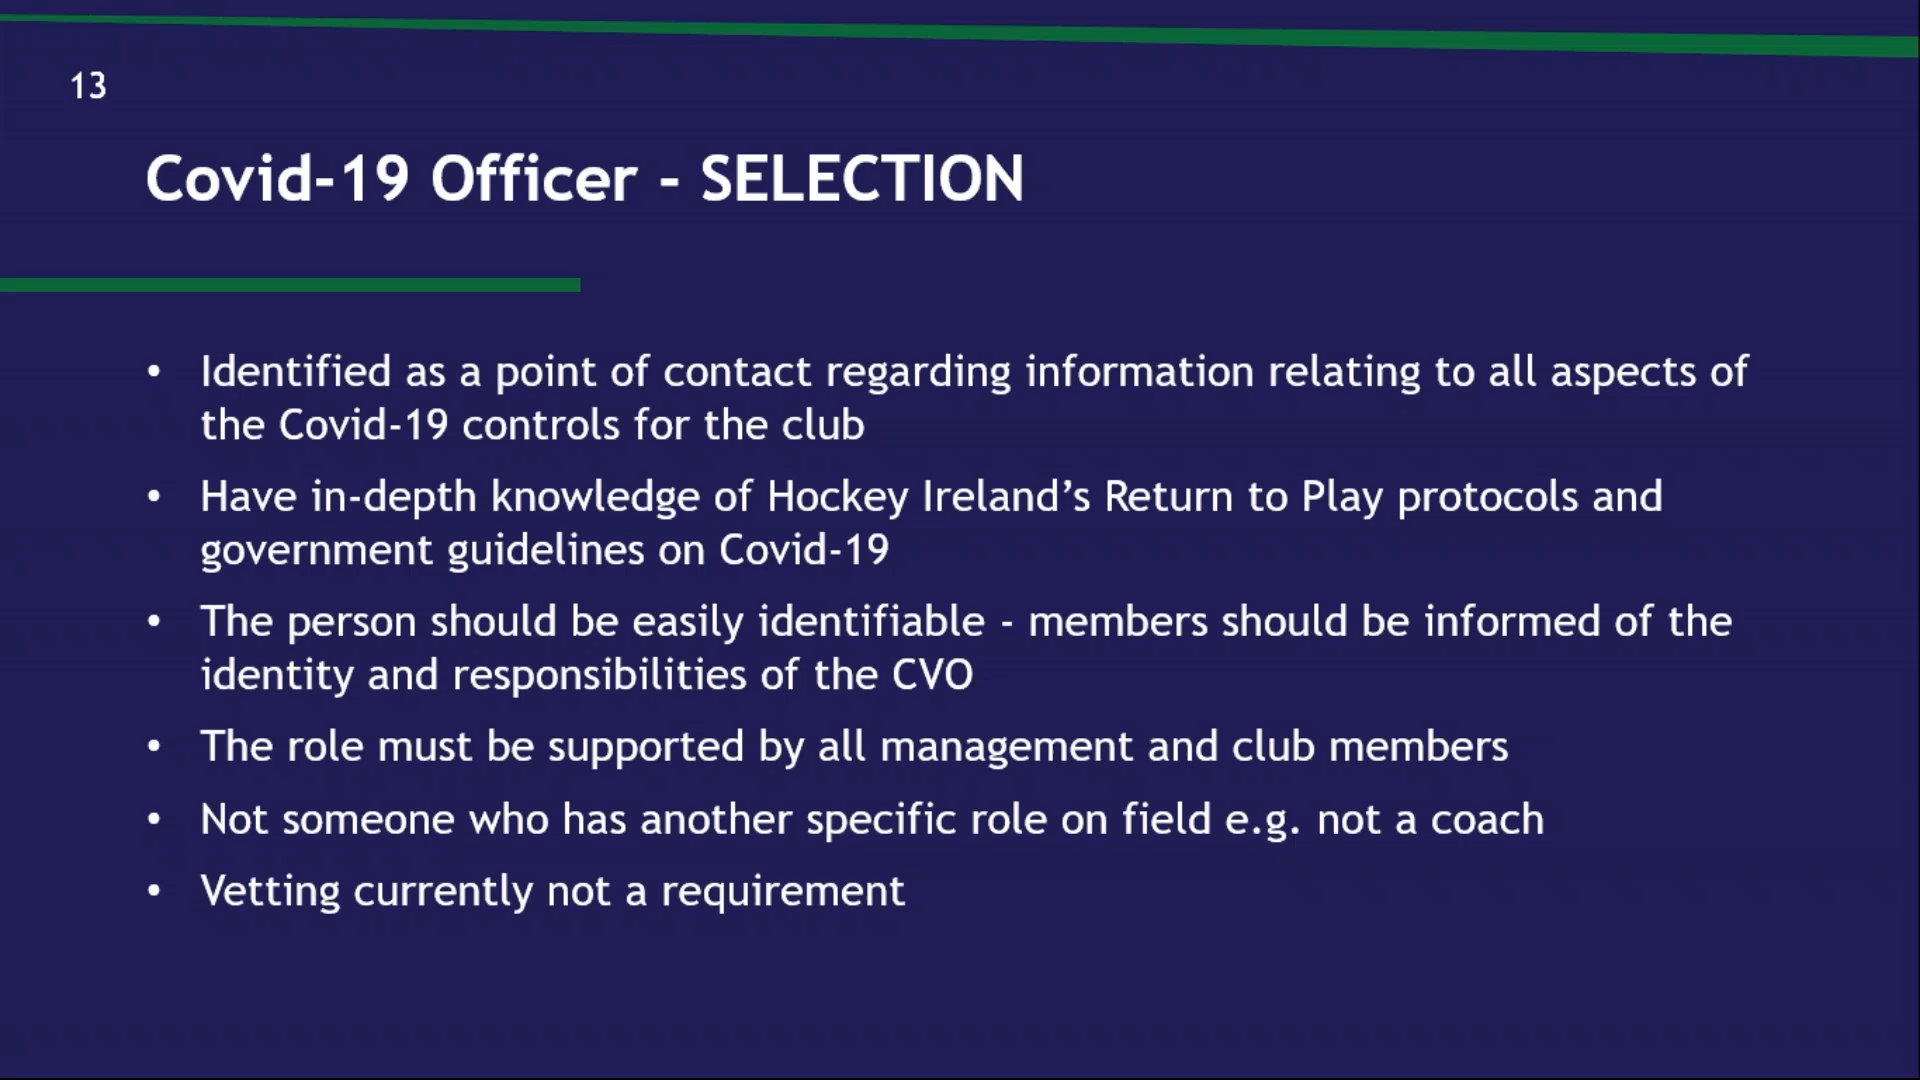 13
Covid-19 Officer - SELECTION
• Identified as a point of contact regarding information relating to all aspects of
the Covid-19 controls for the club
• Have in-depth knowledge of Hockey Ireland’s Return to Play protocols and
government guidelines on Covid-19
• The person should be easily identifiable - members should be informed of the
identity and responsibilities of the CVO
• The role must be supported by all management and club members
• Not someone who has another specific role on field e.g. not a coach
• Vetting currently not a requirement